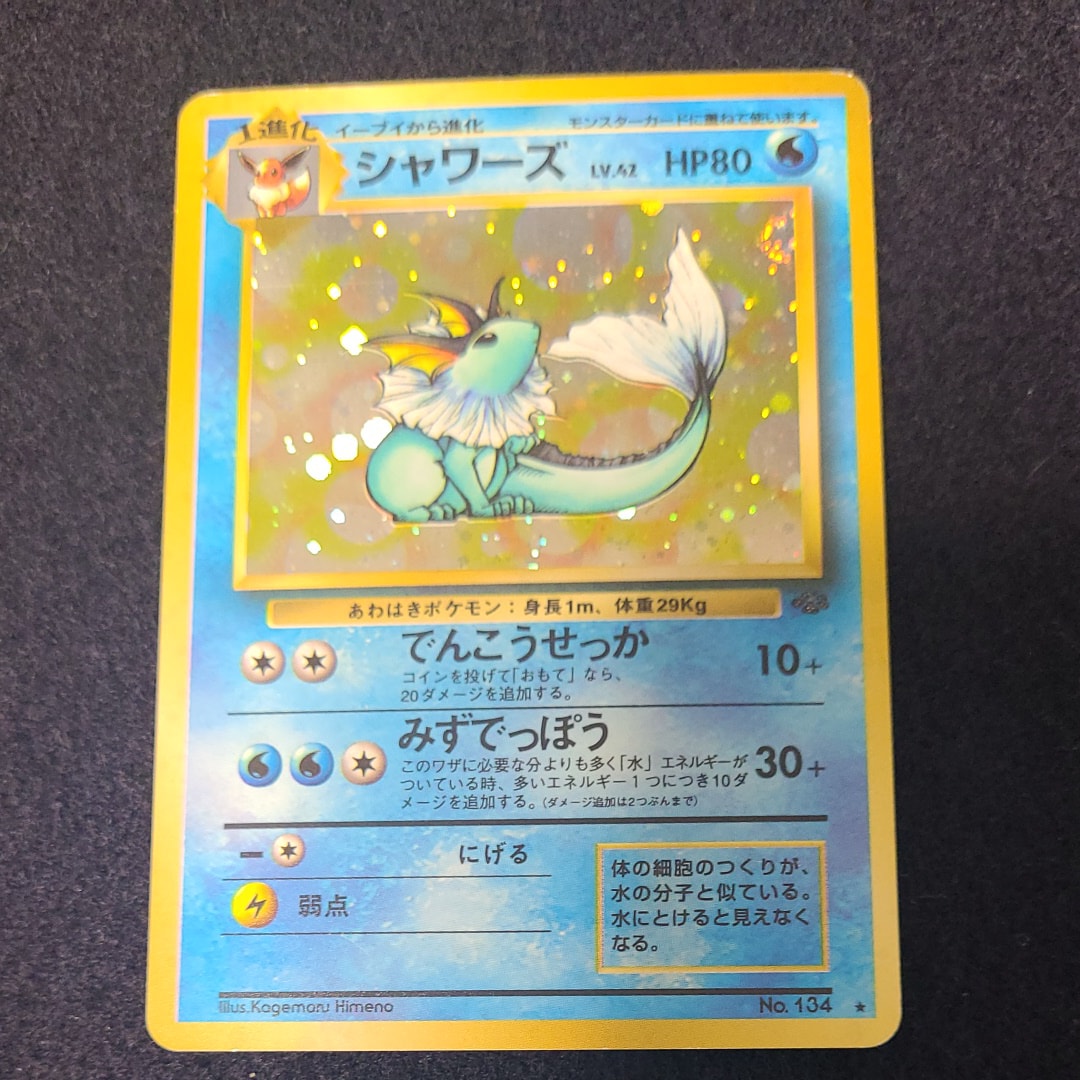 1進化
イーブイから進化
モンスターカードに重ねて使います。
シャワーズ LV.42 HP80
あわはきポケモン：身長1m、体重29Kg
でんこうせっか 10+
コインを投げて「おもて」なら、
20ダメージを追加する。
みずでっぽう 30+
このワザに必要な分よりも多く「水」エネルギーが
ついている時、多いエネルギー1つにつき10ダ
メージを追加する。(ダメージ追加は2つぶんまで)
にげる
弱点
体の細胞のつくりが、
水の分子と似ている。
水にとけると見えなく
なる。
Illus.Kagemaru Himeno
No. 134 ★